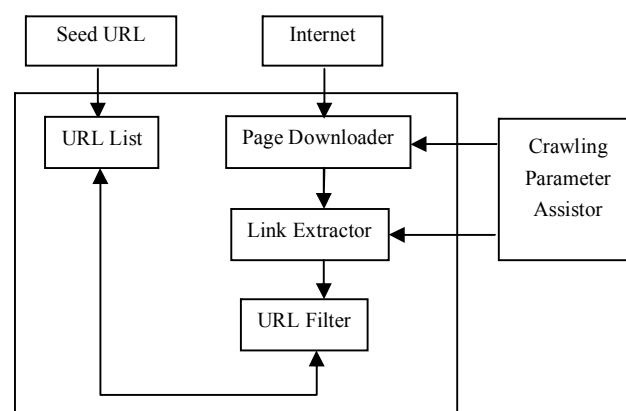 Seed URL
Internet
URL List
Page Downloader
Crawling
Parameter
Assistor
Link Extractor
URL Filter